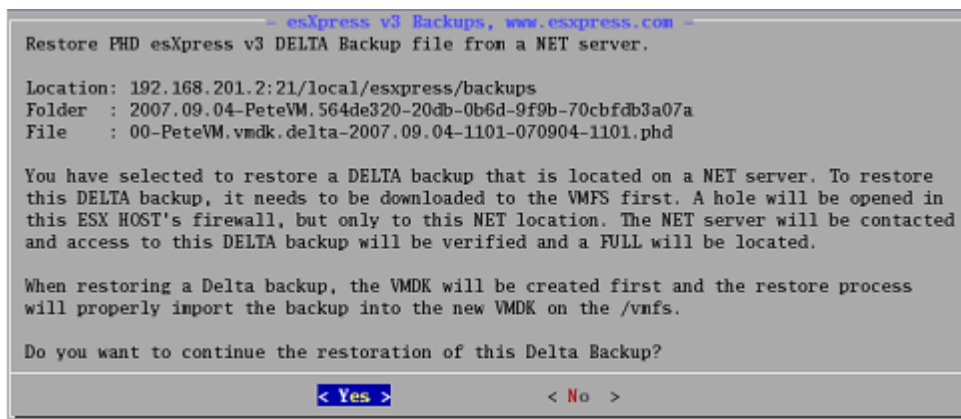 – esXpress v3 Backups, www.esxpress.com –
Restore PHD esXpress v3 DELTA Backup file from a NET server.
Location: 192.168.201.2:21/local/esxpress/backups
Folder : 2007.09.04-PeteVM.564de320-20db-0b6d-9f9b-70cbfdb3a07a
File : 00-PeteVM.vmdk.delta-2007.09.04-1101-070904-1101.phd
You have selected to restore a DELTA backup that is located on a NET server. To restore
this DELTA backup, it needs to be downloaded to the VMFS first. A hole will be opened in
this ESX HOST's firewall, but only to this NET location. The NET server will be contacted
and access to this DELTA backup will be verified and a FULL will be located.
When restoring a Delta backup, the VMDK will be created first and the restore process
will properly import the backup into the new VMDK on the /vmfs.
Do you want to continue the restoration of this Delta Backup?
< Yes > < No >